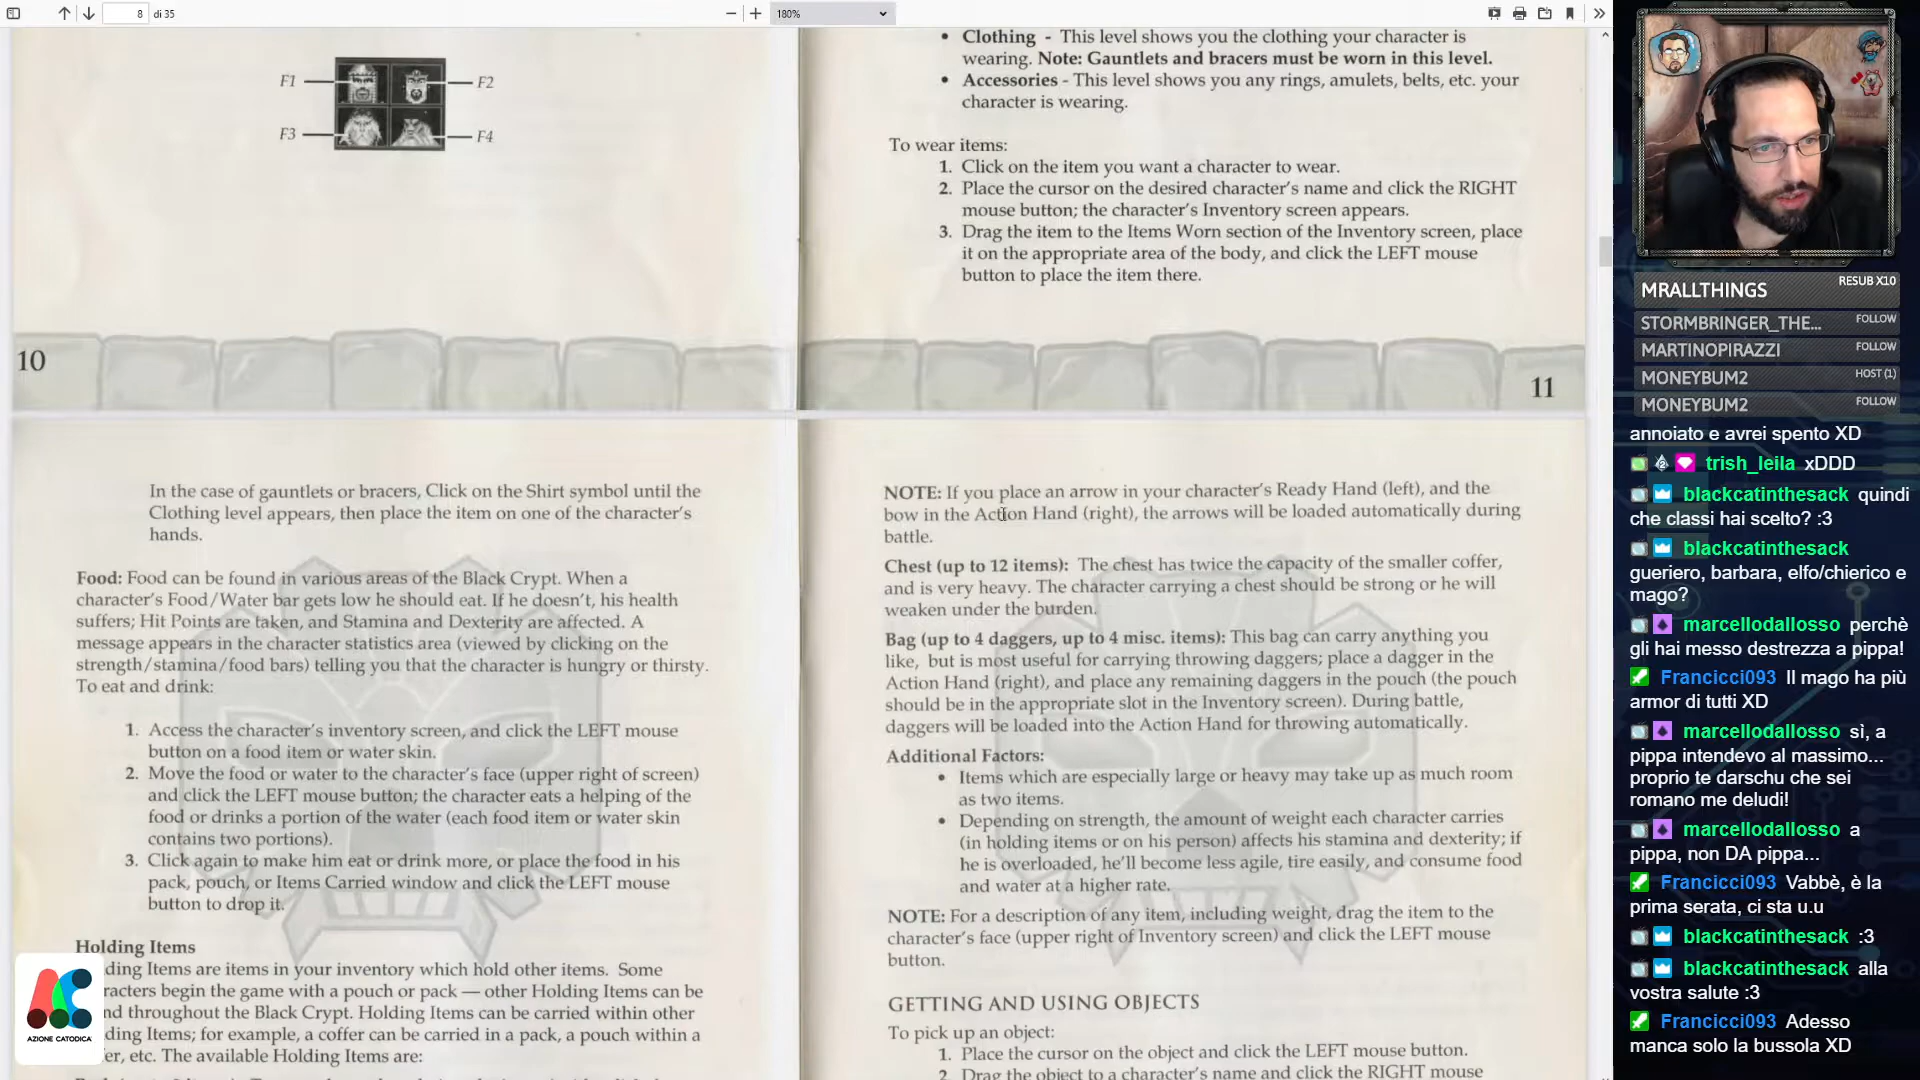 8 di 35
180%
F1
F2
F3
F4
• Clothing - This level shows you the clothing your character is
wearing. Note: Gauntlets and bracers must be worn in this level.
• Accessories - This level shows you any rings, amulets, belts, etc. your
character is wearing.
To wear items:
1. Click on the item you want a character to wear.
2. Place the cursor on the desired character's name and click the RIGHT
mouse button; the character's Inventory screen appears.
3. Drag the item to the Items Worn section of the Inventory screen, place
it on the appropriate area of the body, and click the LEFT mouse
button to place the item there.
10
11
In the case of gauntlets or bracers, Click on the Shirt symbol until the
Clothing level appears, then place the item on one of the character's
hands.
Food: Food can be found in various areas of the Black Crypt. When a
character's Food/Water bar gets low he should eat. If he doesn't, his health
suffers; Hit Points are taken, and Stamina and Dexterity are affected. A
message appears in the character statistics area (viewed by clicking on the
strength/stamina/food bars) telling you that the character is hungry or thirsty.
To eat and drink:
1. Access the character's inventory screen, and click the LEFT mouse
button on a food item or water skin.
2. Move the food or water to the character's face (upper right of screen)
and click the LEFT mouse button; the character eats a helping of the
food or drinks a portion of the water (each food item or water skin
contains two portions).
3. Click again to make him eat or drink more, or place the food in his
pack, pouch, or Items Carried window and click the LEFT mouse
button to drop it.
Holding Items
ding Items are items in your inventory which hold other items. Some
racters begin the game with a pouch or pack — other Holding Items can be
nd throughout the Black Crypt. Holding Items can be carried within other
ding Items; for example, a coffer can be carried in a pack, a pouch within a
er, etc. The available Holding Items are:
NOTE: If you place an arrow in your character's Ready Hand (left), and the
bow in the Action Hand (right), the arrows will be loaded automatically during
battle.
Chest (up to 12 items): The chest has twice the capacity of the smaller coffer,
and is very heavy. The character carrying a chest should be strong or he will
weaken under the burden.
Bag (up to 4 daggers, up to 4 misc. items): This bag can carry anything you
like, but is most useful for carrying throwing daggers; place a dagger in the
Action Hand (right), and place any remaining daggers in the pouch (the pouch
should be in the appropriate slot in the Inventory screen). During battle,
daggers will be loaded into the Action Hand for throwing automatically.
Additional Factors:
• Items which are especially large or heavy may take up as much room
as two items.
• Depending on strength, the amount of weight each character carries
(in holding items or on his person) affects his stamina and dexterity; if
he is overloaded, he'll become less agile, tire easily, and consume food
and water at a higher rate.
NOTE: For a description of any item, including weight, drag the item to the
character's face (upper right of Inventory screen) and click the LEFT mouse
button.
GETTING AND USING OBJECTS
To pick up an object:
1. Place the cursor on the object and click the LEFT mouse button.
2. Drag the object to a character's name and click the RIGHT mouse
AZIONE CATODICA
MRALLTHINGS RESUB X10
STORMBRINGER_THE... FOLLOW
MARTINOPIRAZZI FOLLOW
MONEYBUM2 HOST (1)
MONEYBUM2 FOLLOW
annoiato e avrei spento XD
trish_leila xDDD
blackcatinthesack quindi
che classi hai scelto? :3
blackcatinthesack
gueriero, barbara, elfo/chierico e
mago?
marcellodallosso perchè
gli hai messo destrezza a pippa!
Francicci093 Il mago ha più
armor di tutti XD
marcellodallosso sì, a
pippa intendevo al massimo...
proprio te darschu che sei
romano me deludi!
marcellodallosso a
pippa, non DA pippa...
Francicci093 Vabbè, è la
prima serata, ci sta u.u
blackcatinthesack :3
blackcatinthesack alla
vostra salute :3
Francicci093 Adesso
manca solo la bussola XD